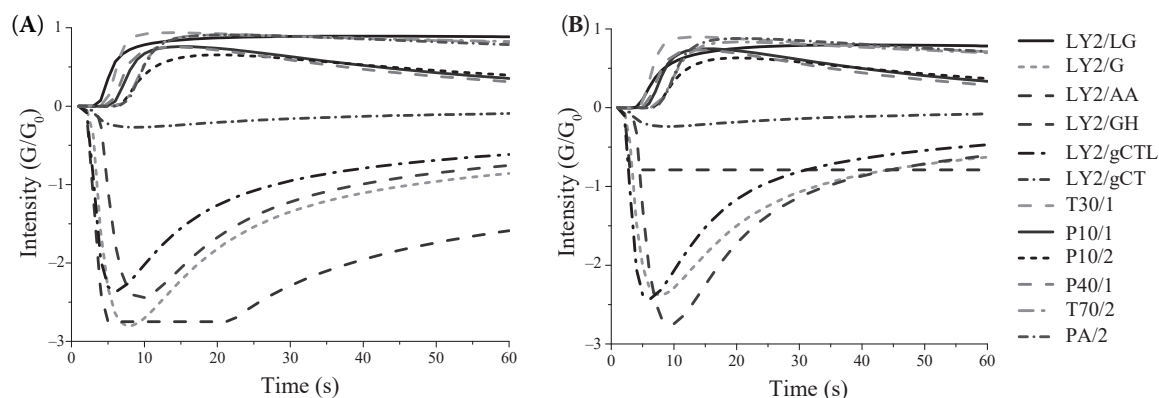 (A)
Intensity (G/G₀)
1
0
−1
−2
−3
0 10 20 30 40 50 60
Time (s)
(B)
Intensity (G/G₀)
1
0
−1
−2
−3
0 10 20 30 40 50 60
Time (s)
LY2/LG
LY2/G
LY2/AA
LY2/GH
LY2/gCTL
LY2/gCT
T30/1
P10/1
P10/2
P40/1
T70/2
PA/2